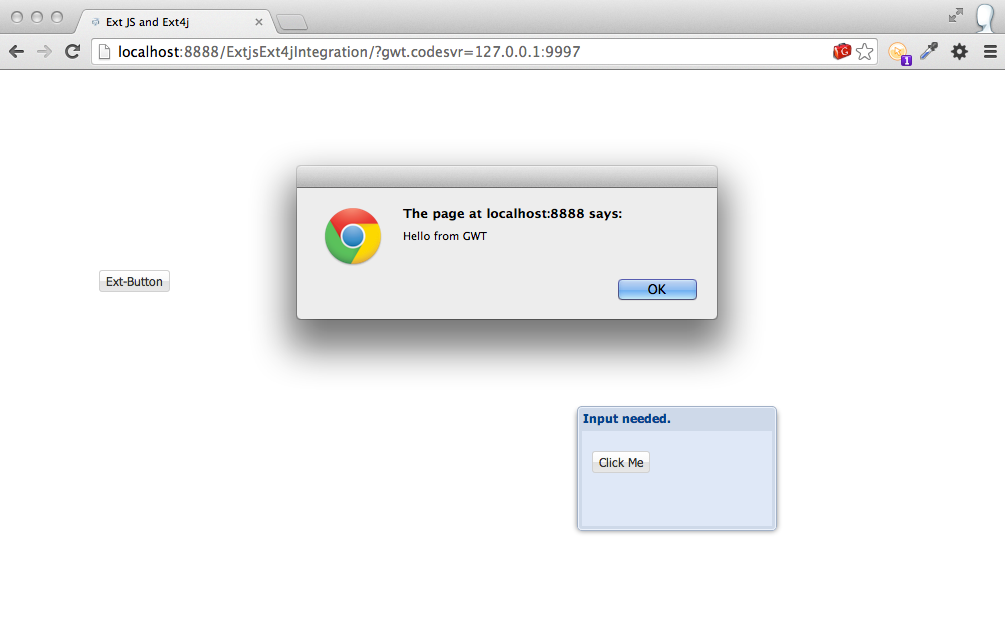 Ext JS and Ext4j
localhost:8888/ExtjsExt4jIntegration/?gwt.codesvr=127.0.0.1:9997
G
1
The page at localhost:8888 says:
Hello from GWT
Ext-Button
OK
Input needed.
Click Me